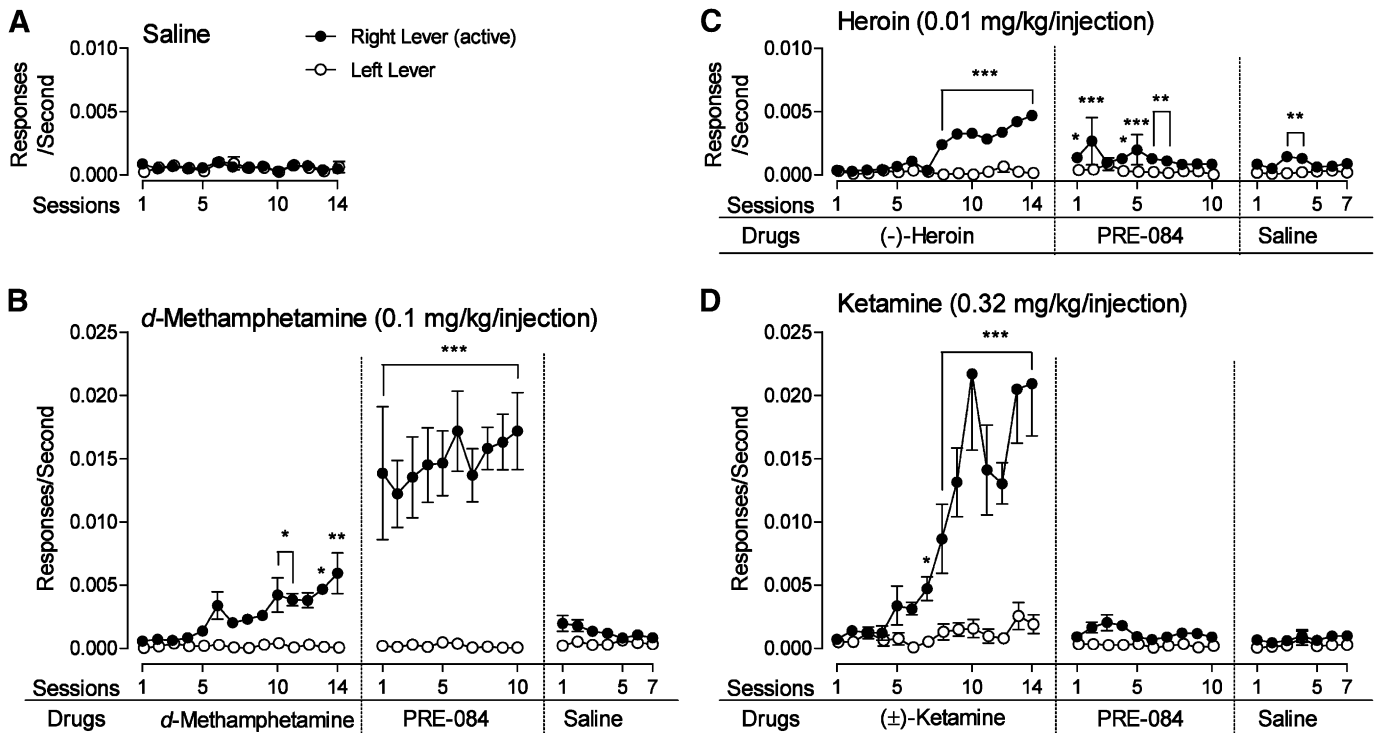 A
Saline
Right Lever (active)
Left Lever
Responses
/Second
0.010
0.005
0.000
Sessions 1 5 10 14
C
Heroin (0.01 mg/kg/injection)
Responses
/Second
0.010
0.005
0.000
***
*
***
*
***
**
**
Sessions 1 5 10 14 1 5 10 1 5 7
Drugs (-)-Heroin PRE-084 Saline
B
d-Methamphetamine (0.1 mg/kg/injection)
Responses/Second
0.025
0.020
0.015
0.010
0.005
0.000
*
*
**
***
Sessions 1 5 10 14 1 5 10 1 5 7
Drugs d-Methamphetamine PRE-084 Saline
D
Ketamine (0.32 mg/kg/injection)
Responses/Second
0.025
0.020
0.015
0.010
0.005
0.000
*
***
Sessions 1 5 10 14 1 5 10 1 5 7
Drugs (±)-Ketamine PRE-084 Saline